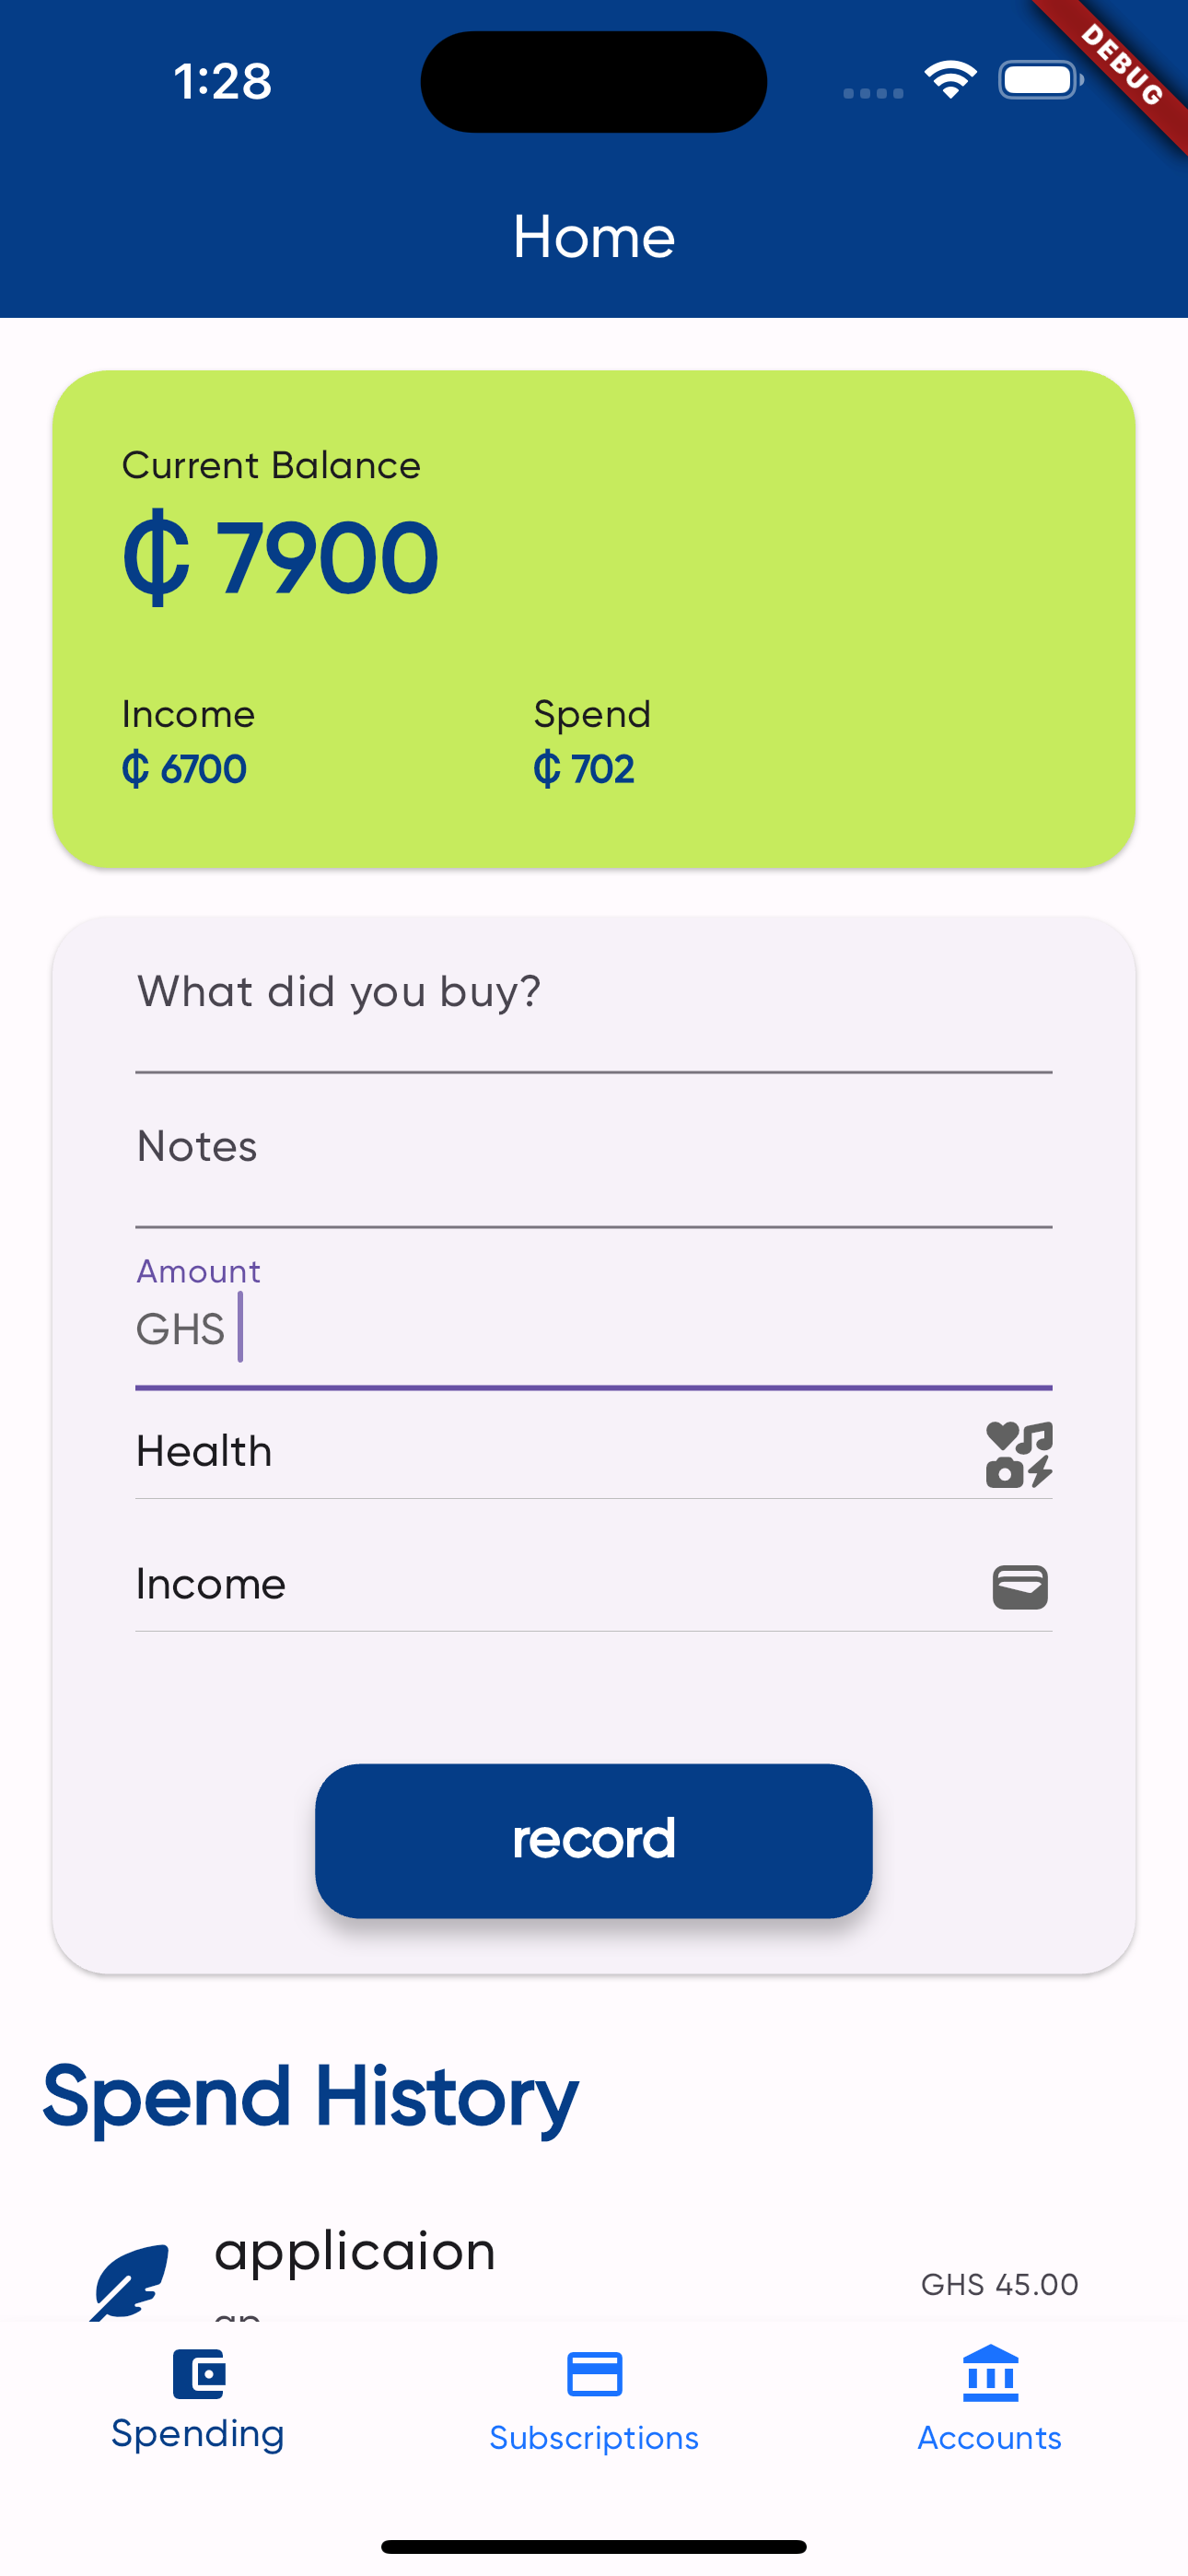 1:28
DEBUG
Home
Current Balance
₵ 7900
Income
Spend
₵ 6700
₵ 702
What did you buy?
Notes
Amount
GHS
Health
Income
record
Spend History
applicaion
GHS 45.00
Spending
Subscriptions
Accounts